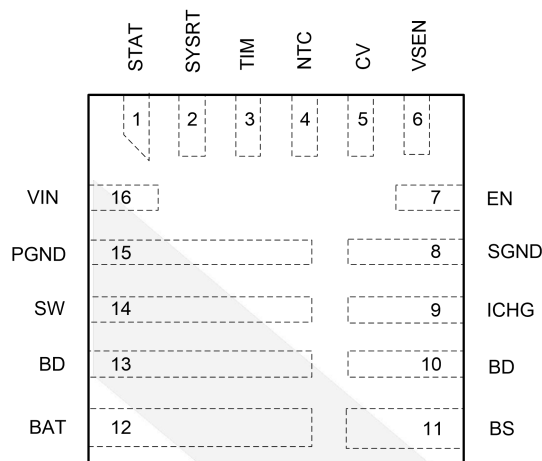 STAT SYSRT TIM NTC CV VSEN
1 2 3 4 5 6
VIN 16 7 EN
PGND 15 8 SGND
SW 14 9 ICHG
BD 13 10 BD
BAT 12 11 BS